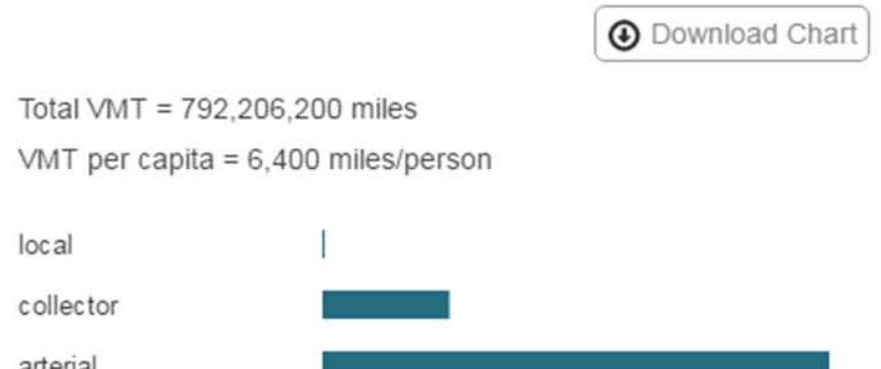 Download Chart
Total VMT = 792,206,200 miles
VMT per capita = 6,400 miles/person
local
collector
arterial